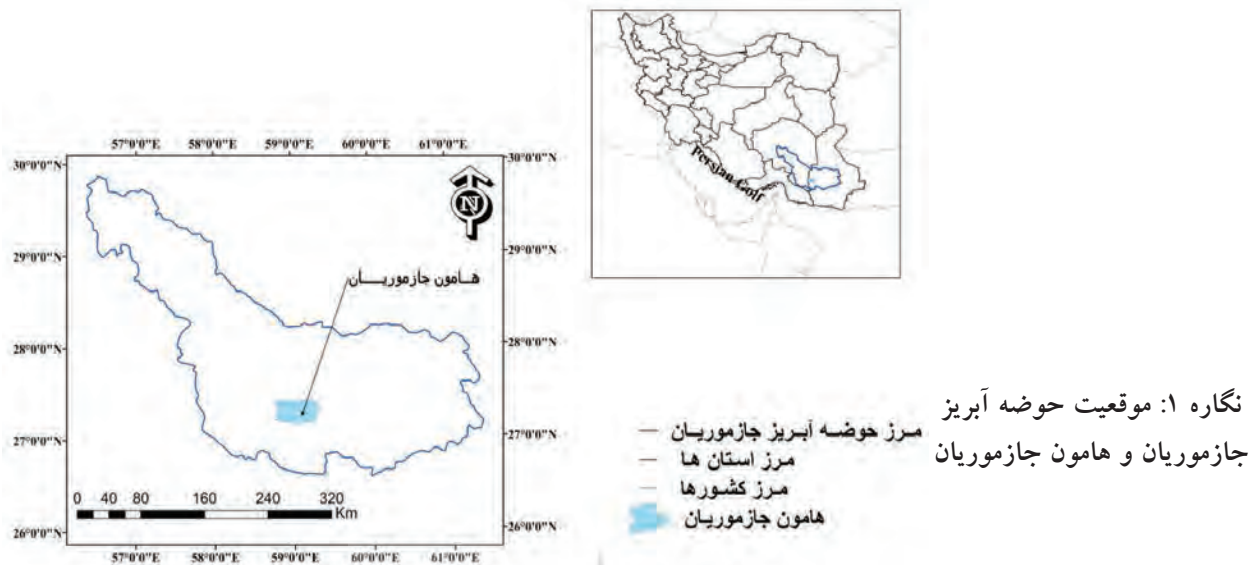 Persian Golf
57°0'0"E 58°0'0"E 59°0'0"E 60°0'0"E 61°0'0"E
30°0'0"N 30°0'0"N
N
29°0'0"N 29°0'0"N
هامون جازموریان
28°0'0"N 28°0'0"N
27°0'0"N 27°0'0"N
0 40 80 160 240 320
Km
26°0'0"N 26°0'0"N
57°0'0"E 58°0'0"E 59°0'0"E 60°0'0"E 61°0'0"E
مرز حوضه آبریز جازموریان
مرز استان ها
مرز کشورها
هامون جازموریان
نگاره ۱: موقعیت حوضه آبریز
جازموریان و هامون جازموریان